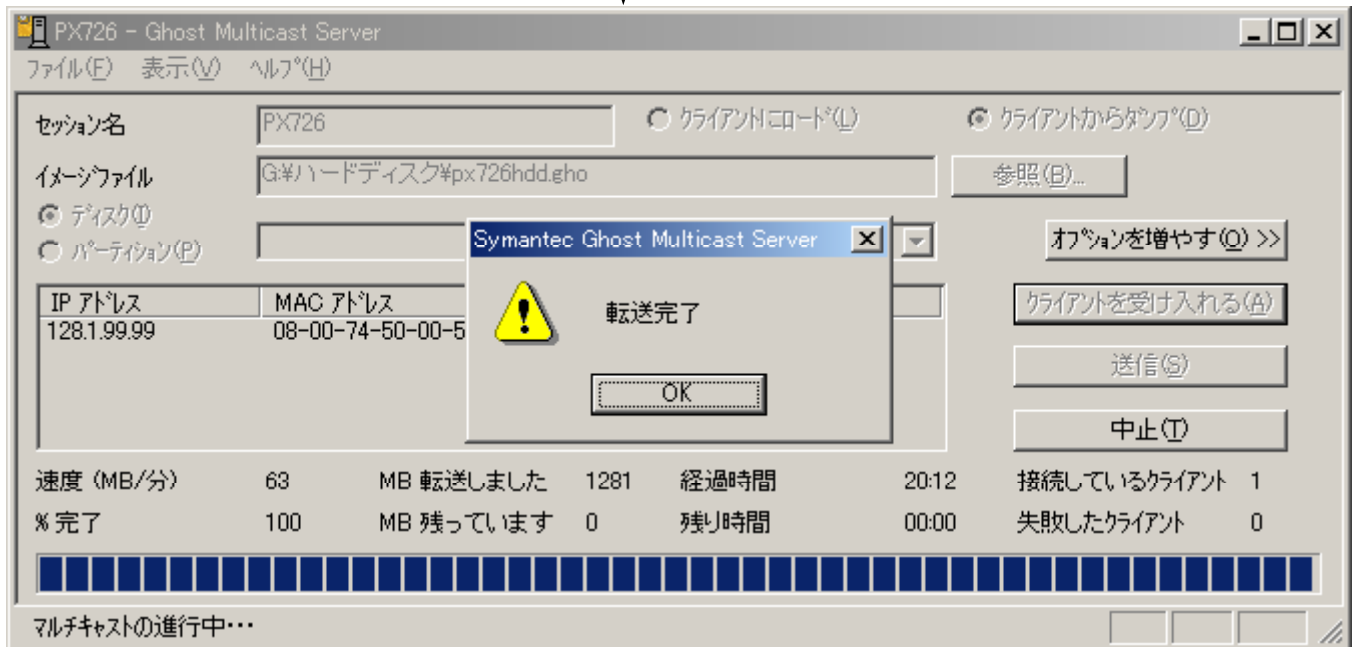 PX726 - Ghost Multicast Server
ファイル(F) 表示(V) ヘルプ(H)
セッション名 PX726 クライアントにロード(L) クライアントからダンプ(D)
イメージファイル G:¥ハードディスク¥px726hdd.gho 参照(B)...
ディスク(I)
パーティション(P)
オプションを増やす(O) >>
Symantec Ghost Multicast Server
転送完了
OK
IP アドレス MAC アドレス
128.1.99.99 08-00-74-50-00-5
クライアントを受け入れる(A)
送信(S)
中止(T)
速度 (MB/分) 63 MB 転送しました 1281 経過時間 20:12 接続しているクライアント 1
% 完了 100 MB 残っています 0 残り時間 00:00 失敗したクライアント 0
マルチキャストの進行中・・・